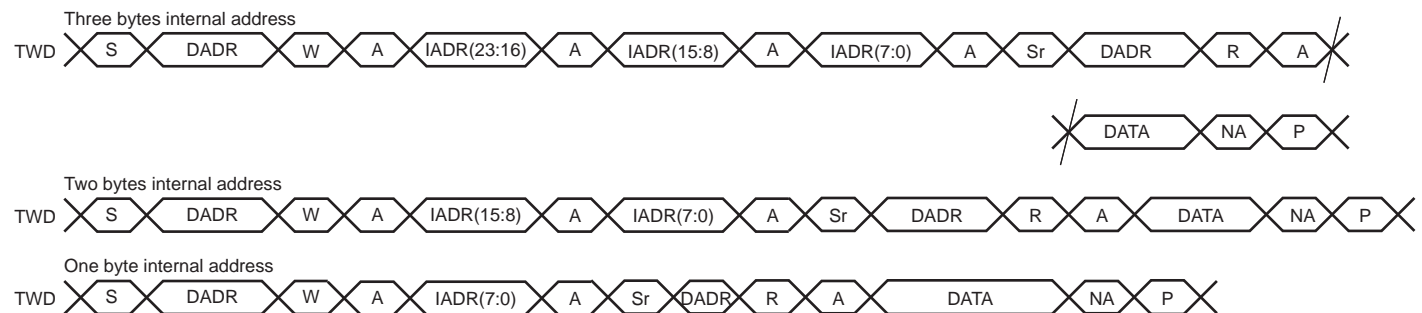 Three bytes internal address
TWD S DADR W A IADR(23:16) A IADR(15:8) A IADR(7:0) A Sr DADR R A
DATA NA P
Two bytes internal address
TWD S DADR W A IADR(15:8) A IADR(7:0) A Sr DADR R A DATA NA P
One byte internal address
TWD S DADR W A IADR(7:0) A Sr DADR R A DATA NA P